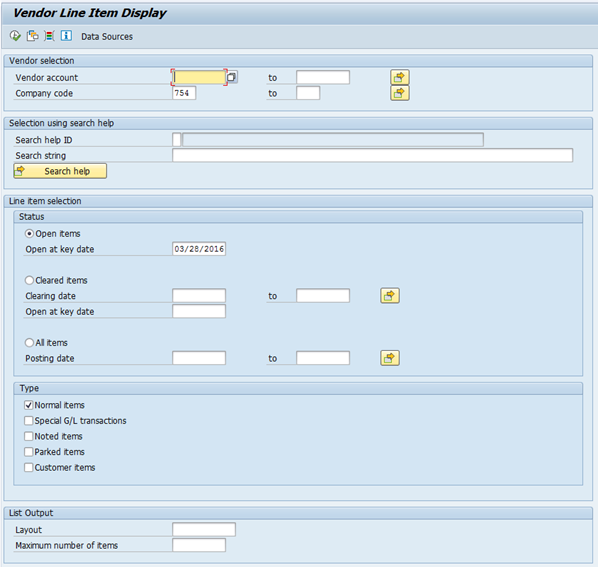 Vendor Line Item Display
Data Sources
Vendor selection
Vendor account to
Company code 754 to
Selection using search help
Search help ID
Search string
Search help
Line item selection
Status
Open items
Open at key date 03/28/2016
Cleared items
Clearing date to
Open at key date
All items
Posting date to
Type
Normal items
Special G/L transactions
Noted items
Parked items
Customer items
List Output
Layout
Maximum number of items